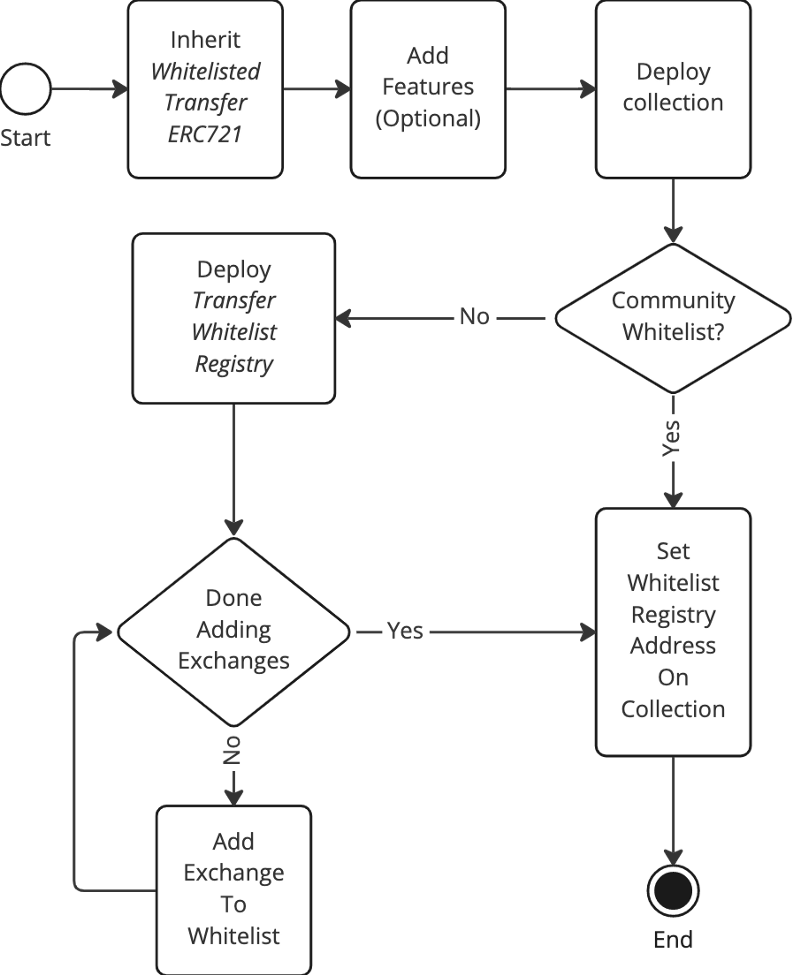 Start
Inherit
Whitelisted
Transfer
ERC721
Add
Features
(Optional)
Deploy
collection
Community
Whitelist?
No
Deploy
Transfer
Whitelist
Registry
Yes
Done
Adding
Exchanges
Yes
Set
Whitelist
Registry
Address
On
Collection
No
Add
Exchange
To
Whitelist
End